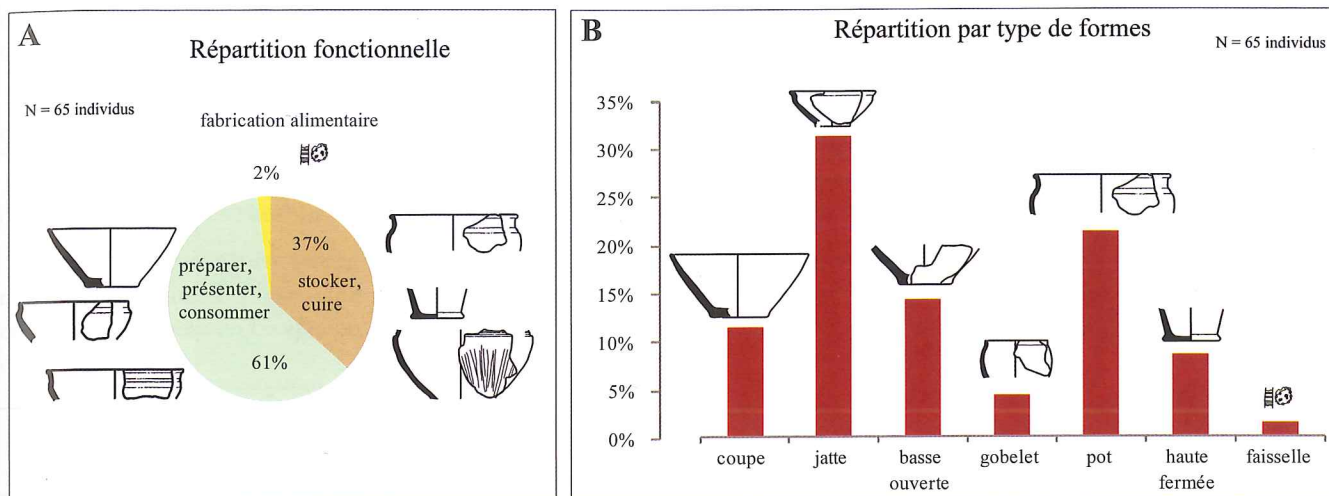 A
Répartition fonctionnelle
N = 65 individus
fabrication alimentaire
2%
37%
préparer,
présenter,
consommer
stocker,
cuire
61%
B
Répartition par type de formes
N = 65 individus
35%
30%
25%
20%
15%
10%
5%
0%
coupe
jatte
basse
ouverte
gobelet
pot
haute
fermée
faisselle